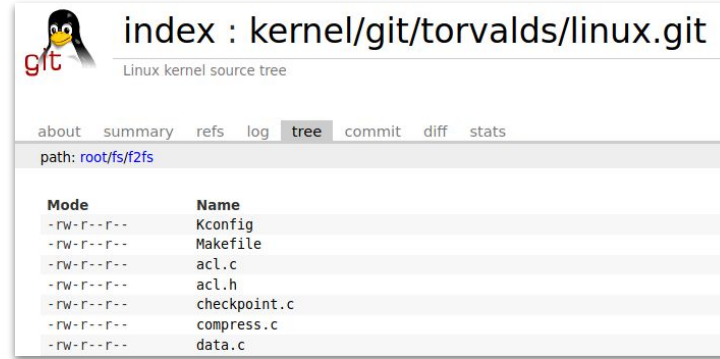 index : kernel/git/torvalds/linux.git
git
Linux kernel source tree
about summary refs log tree commit diff stats
path: root/fs/f2fs
Mode Name
-rw-r--r-- Kconfig
-rw-r--r-- Makefile
-rw-r--r-- acl.c
-rw-r--r-- acl.h
-rw-r--r-- checkpoint.c
-rw-r--r-- compress.c
-rw-r--r-- data.c